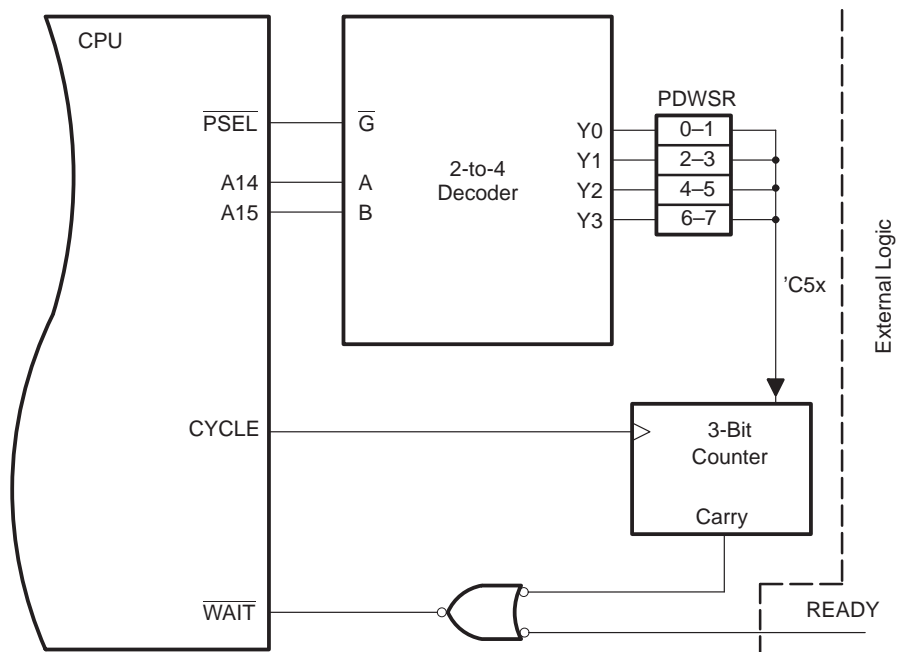 CPU
PSEL
A14
A15
CYCLE
WAIT
G
A
B
2-to-4
Decoder
Y0
Y1
Y2
Y3
PDWSR
0–1
2–3
4–5
6–7
'C5x
External Logic
3-Bit
Counter
Carry
READY